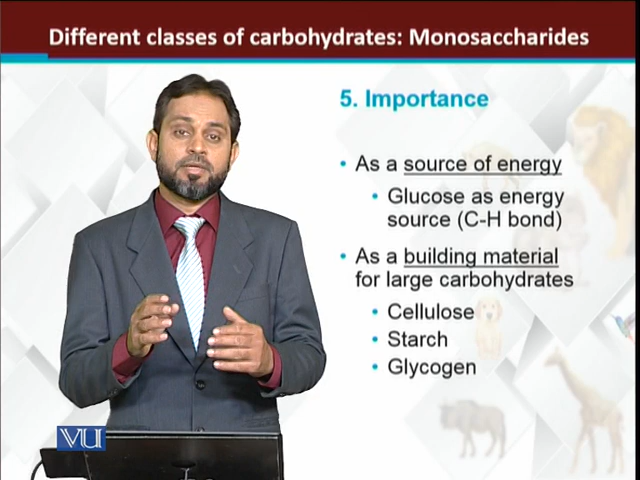 Different classes of carbohydrates: Monosaccharides
5. Importance
• As a source of energy
• Glucose as energy
source (C-H bond)
• As a building material
for large carbohydrates
• Cellulose
• Starch
• Glycogen
VU